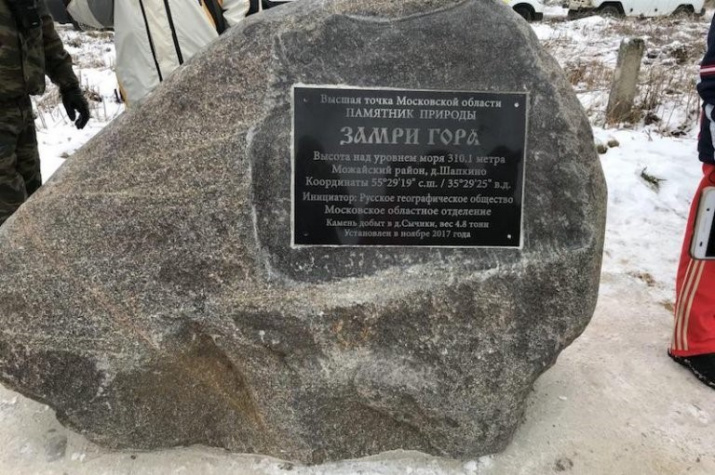 Высшая точка Московской области
ПАМЯТНИК ПРИРОДЫ
ЗАМРИ ГОРА
Высота над уровнем моря 310.1 метра
Можайский район, д.Шапкино
Координаты 55°29'19" с.ш. / 35°29'25" в.д.
Инициатор: Русское географическое общество
Московское областное отделение
Камень добыт в д.Сычики, вес 4.8 тонн
Установлен в ноябре 2017 года